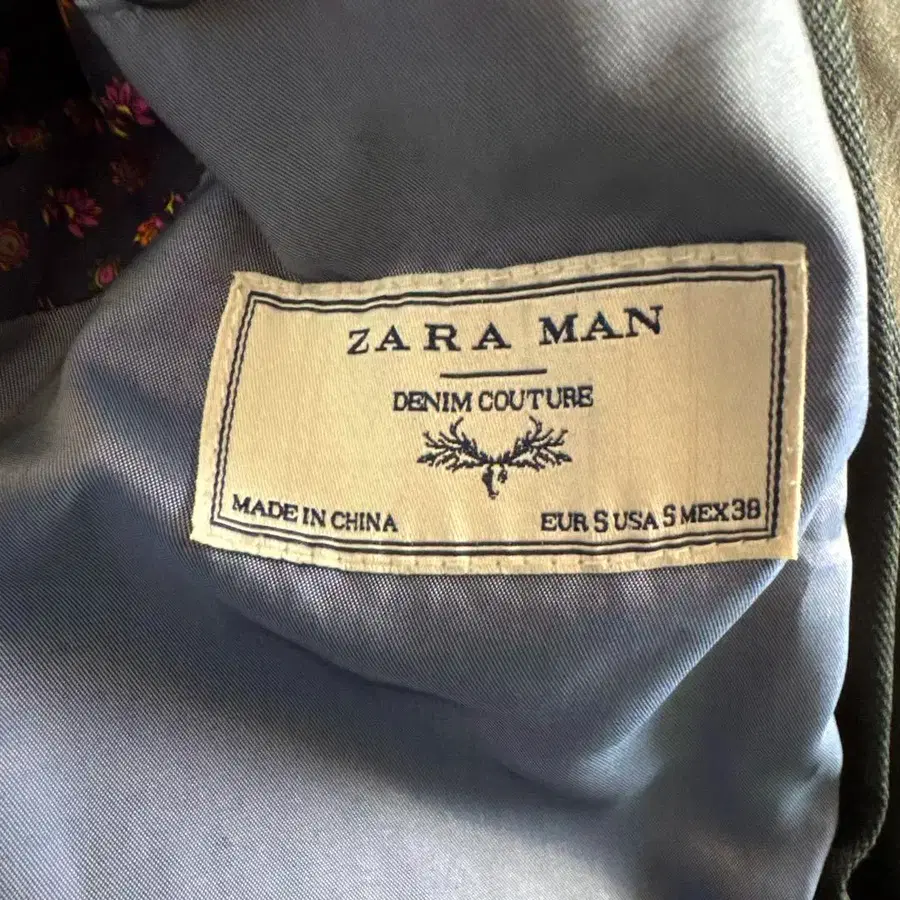 ZARA MAN
DENIM COUTURE
MADE IN CHINA
EUR S USA S MEX 38